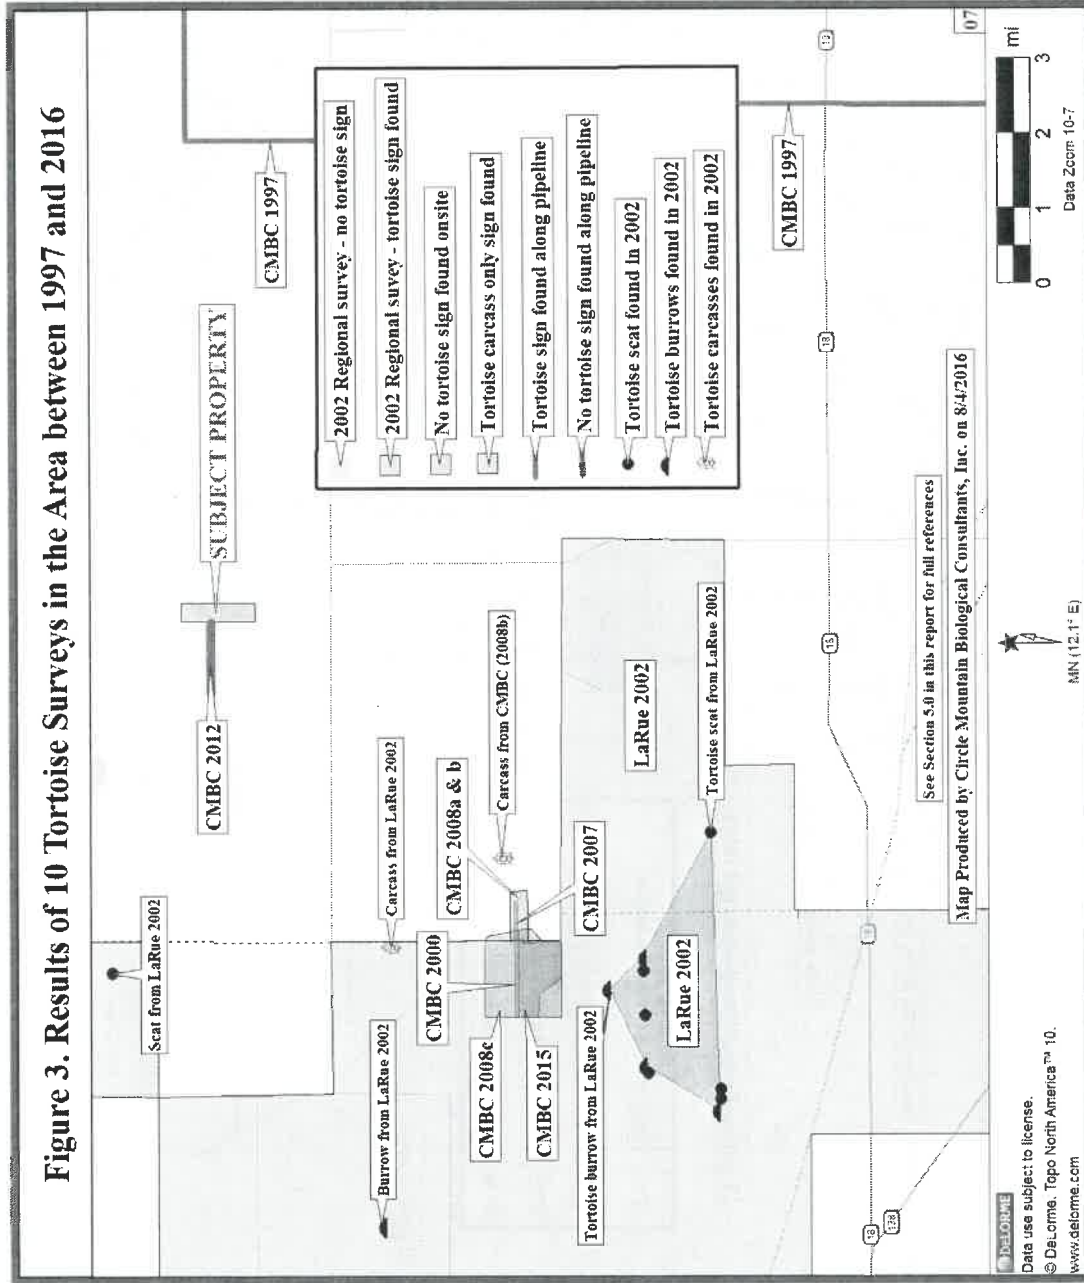 Figure 3. Results of 10 Tortoise Surveys in the Area between 1997 and 2016
Scat from LaRue 2002
CMBC 2012
SUBJECT PROPERTY
CMBC 1997
Burrow from LaRue 2002
Carcass from LaRue 2002
CMBC 2000
CMBC 2008a & b
CMBC 2008c
Carcass from CMBC (2008b)
CMBC 2015
CMBC 2007
Tortoise burrow from LaRue 2002
LaRue 2002
LaRue 2002
Tortoise scat from LaRue 2002
2002 Regional survey - no tortoise sign
2002 Regional suvey - tortoise sign found
No tortoise sign found onsite
Tortoise carcass only sign found
Tortoise sign found along pipeline
No tortoise sign found along pipeline
Tortoise scat found in 2002
Tortoise burrows found in 2002
Tortoise carcasses found in 2002
CMBC 1997
18
18
18
18
138
See Section 5.0 in this report for full references
Map Produced by Circle Mountain Biological Consultants, Inc. on 8/4/2016
07
DELORME
Data use subject to license.
© DeLorme. Topo North America™ 10.
www.delorme.com
MN (12.1° E)
mi
0 1 2 3
Data Zoom 10-7